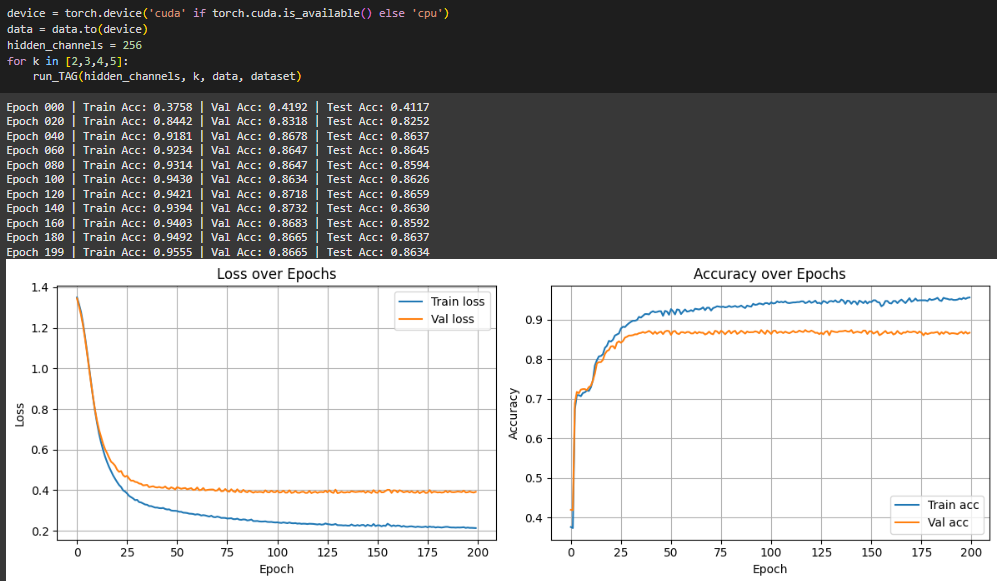 device = torch.device('cuda' if torch.cuda.is_available() else 'cpu')
data = data.to(device)
hidden_channels = 256
for k in [2,3,4,5]:
    run_TAG(hidden_channels, k, data, dataset)
Epoch 000 | Train Acc: 0.3758 | Val Acc: 0.4192 | Test Acc: 0.4117
Epoch 020 | Train Acc: 0.8442 | Val Acc: 0.8318 | Test Acc: 0.8252
Epoch 040 | Train Acc: 0.9181 | Val Acc: 0.8678 | Test Acc: 0.8637
Epoch 060 | Train Acc: 0.9234 | Val Acc: 0.8647 | Test Acc: 0.8645
Epoch 080 | Train Acc: 0.9314 | Val Acc: 0.8647 | Test Acc: 0.8594
Epoch 100 | Train Acc: 0.9430 | Val Acc: 0.8634 | Test Acc: 0.8626
Epoch 120 | Train Acc: 0.9421 | Val Acc: 0.8718 | Test Acc: 0.8659
Epoch 140 | Train Acc: 0.9394 | Val Acc: 0.8732 | Test Acc: 0.8630
Epoch 160 | Train Acc: 0.9403 | Val Acc: 0.8683 | Test Acc: 0.8592
Epoch 180 | Train Acc: 0.9492 | Val Acc: 0.8665 | Test Acc: 0.8637
Epoch 199 | Train Acc: 0.9555 | Val Acc: 0.8665 | Test Acc: 0.8634
Loss over Epochs
Train loss
Val loss
Loss
1.4
1.2
1.0
0.8
0.6
0.4
0.2
0 25 50 75 100 125 150 175 200
Epoch
Accuracy over Epochs
Accuracy
0.9
0.8
0.7
0.6
0.5
0.4
Train acc
Val acc
0 25 50 75 100 125 150 175 200
Epoch